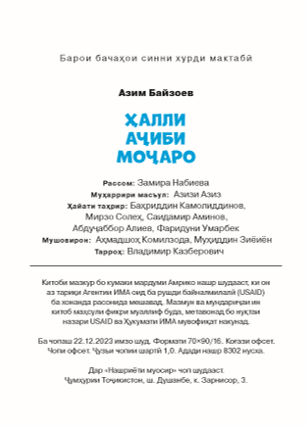 Барои бачаҳои синни хурди мактабӣ
Азим Байзоев
ҲАЛЛИ
АҶИБИ
МОҶАРО
Рассом: Замира Набиева
Муҳаррири масъул: Азизи Азиз
Ҳайати таҳрир: Баҳриддин Камолиддинов,
Мирзо Солеҳ, Саидамир Аминов,
Абдуҷаббор Алиев, Фаридуни Умарбек
Мушовирон: Аҳмадшоҳ Комилзода, Муҳиддин Зиёиён
Тарроҳ: Владимир Казберович
Китоби мазкур бо кумаки мардуми Амрико нашр шудааст, ки он
аз тариқи Агентии ИМА оид ба рушди байналмилалӣ (USAID)
ба хонанда расонида мешавад. Мазмун ва мундариҷаи ин
китоб маҳсули фикри муаллиф буда, метавонад бо нуқтаи
назари USAID ва Ҳукумати ИМА мувофиқат накунад.
Ба чопаш 22.12.2023 имзо шуд. Формати 70×90/16. Коғази офсет.
Чопи офсет. Ҷузъи чопии шартӣ 1,0. Адади нашр 8302 нусха.
Дар «Нашриёти муосир» чоп шудааст.
Ҷумҳурии Тоҷикистон, ш. Душанбе, к. Зарнисор, 3.